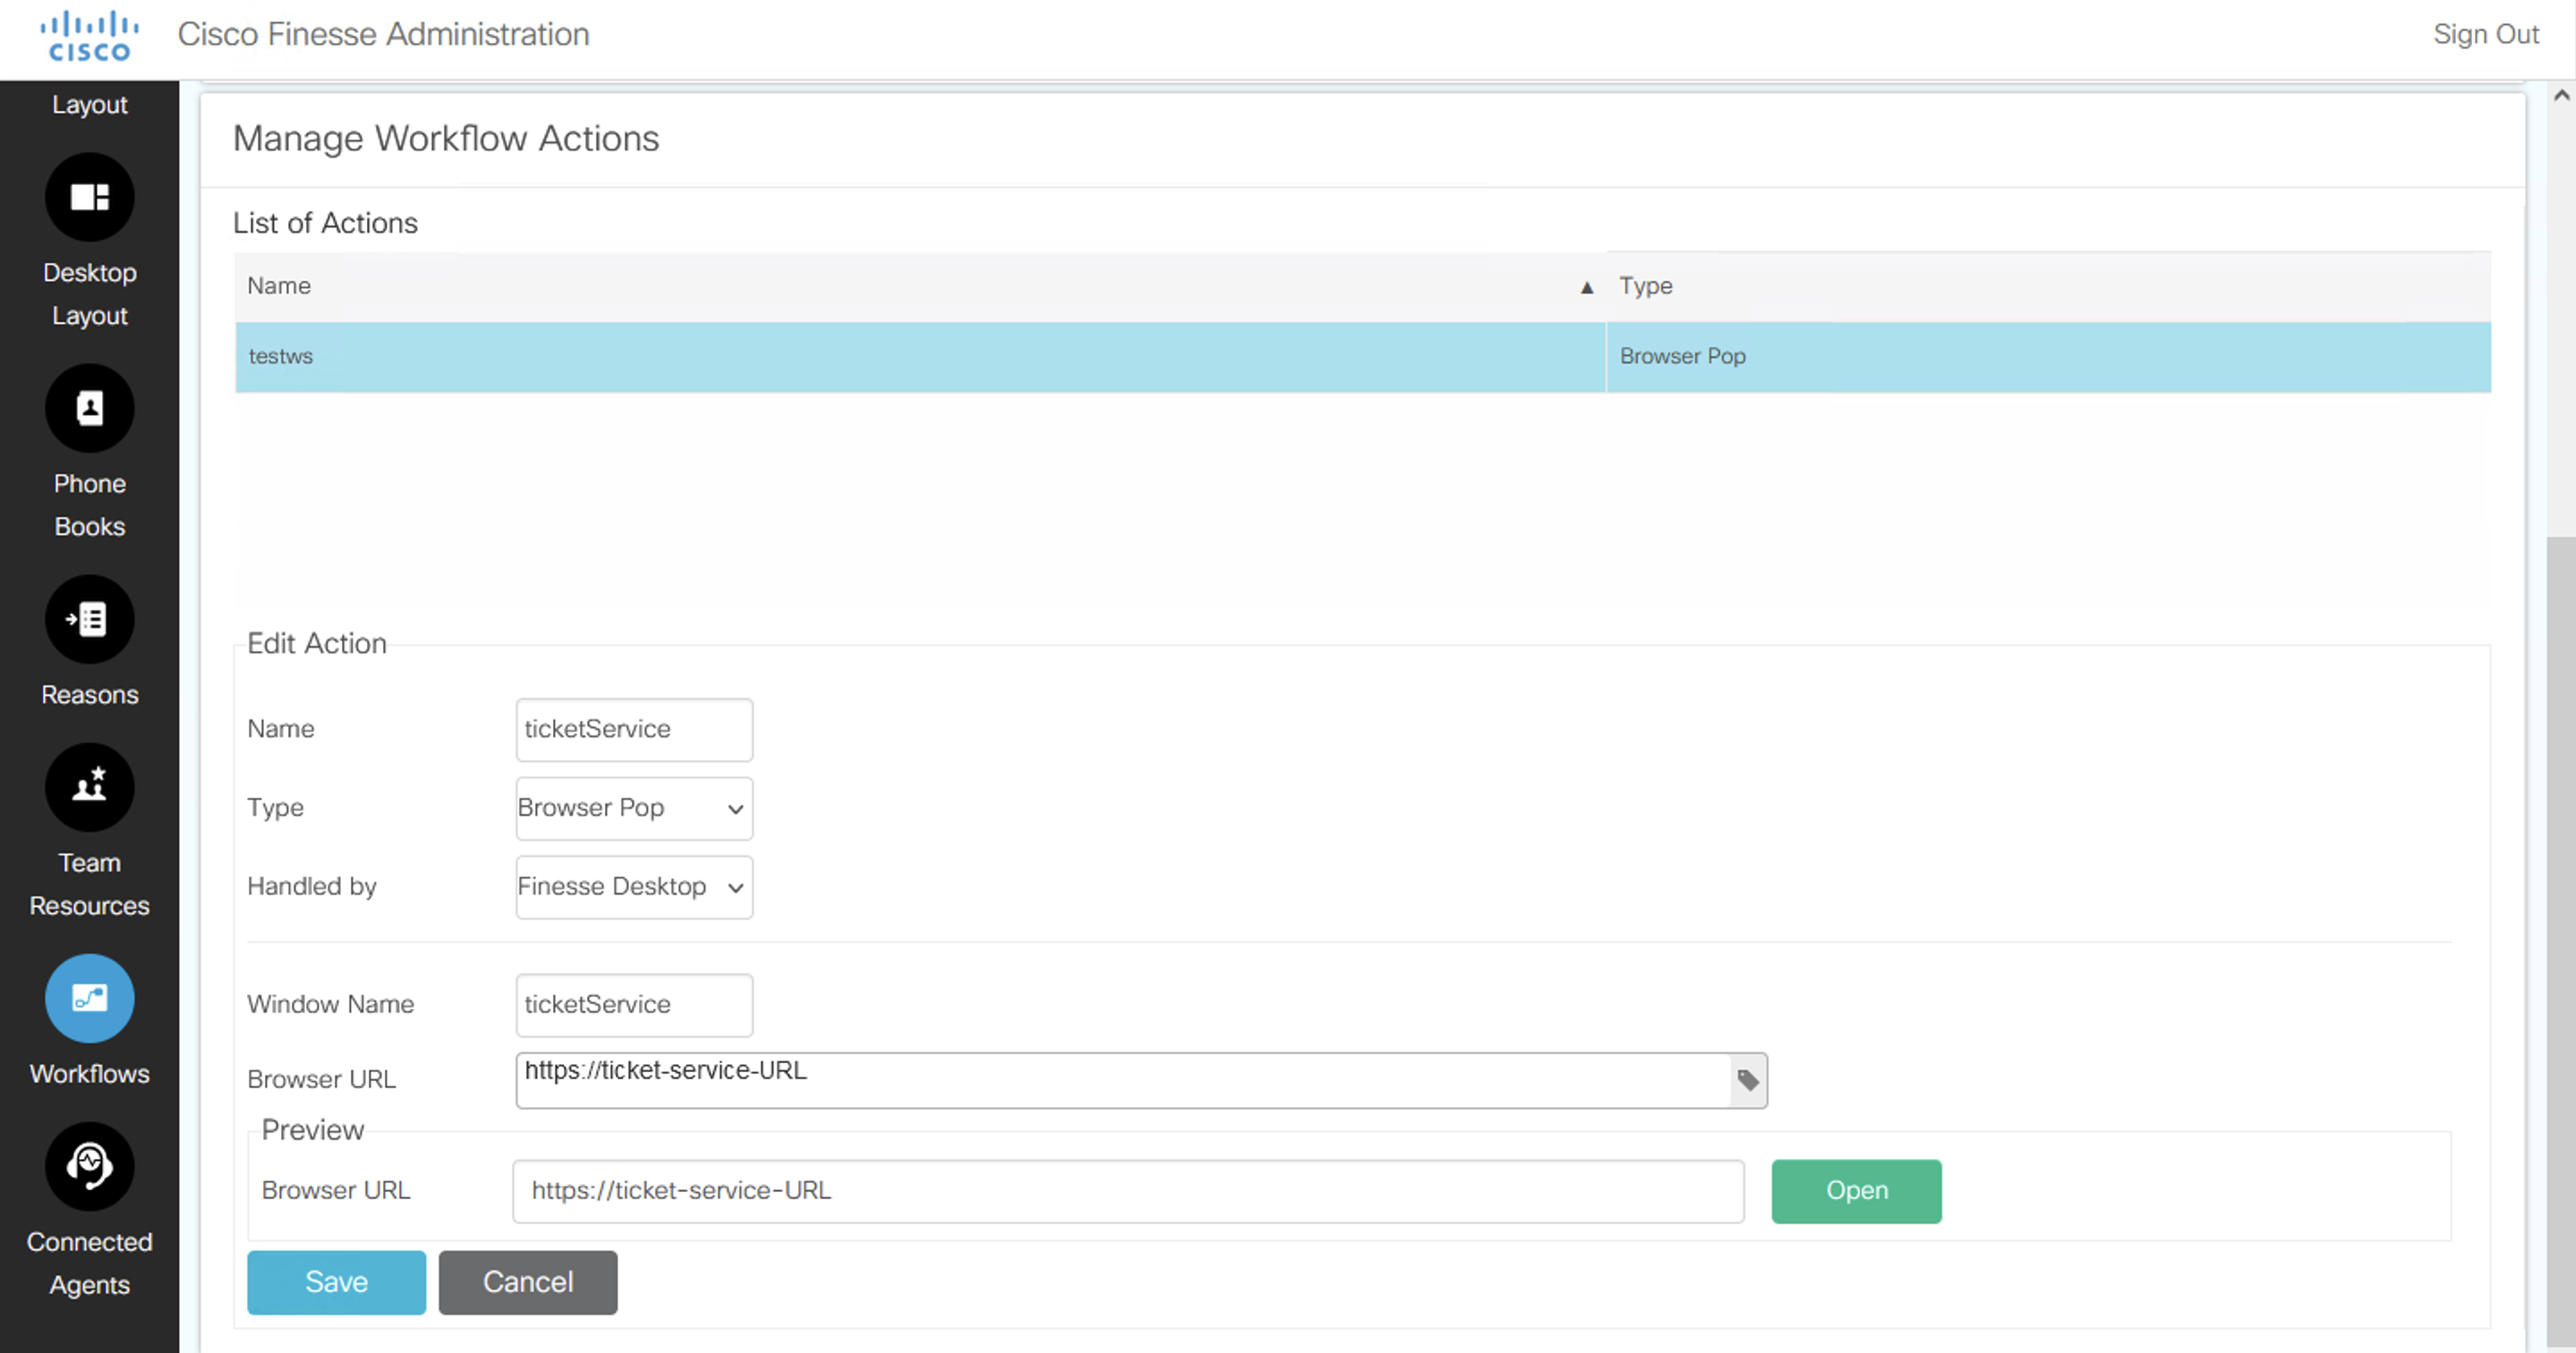 CISCO
Cisco Finesse Administration
Sign Out
Layout
Desktop
Layout
Phone
Books
Reasons
Team
Resources
Workflows
Connected
Agents
Manage Workflow Actions
List of Actions
Name ▲ Type
testws Browser Pop
Edit Action
Name ticketService
Type Browser Pop
Handled by Finesse Desktop
Window Name ticketService
Browser URL https://ticket-service-URL
Preview
Browser URL https://ticket-service-URL Open
Save Cancel